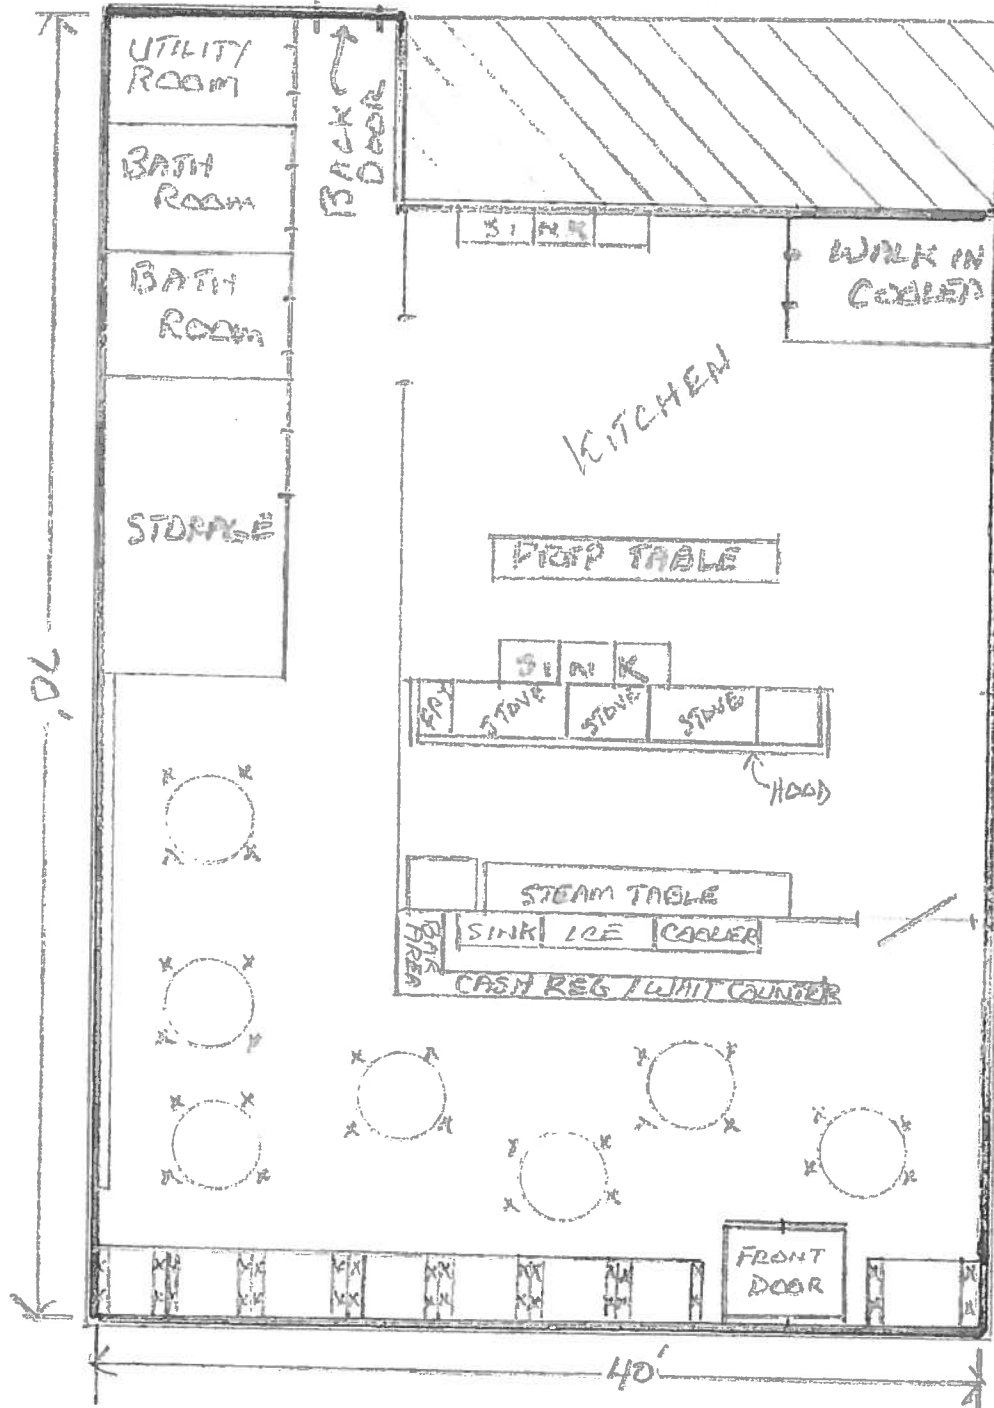 UTILITY
ROOM
BACK
DOOR
BATH
ROOM
SINK
WALK IN
COOLER
BATH
ROOM
KITCHEN
STORAGE
PREP TABLE
70'
SINK
FRY
STOVE
STOVE
STOVE
HOOD
STEAM TABLE
BAR
AREA
SINK
ICE
COOLER
CASH REG / WAIT COUNTER
FRONT
DOOR
40'